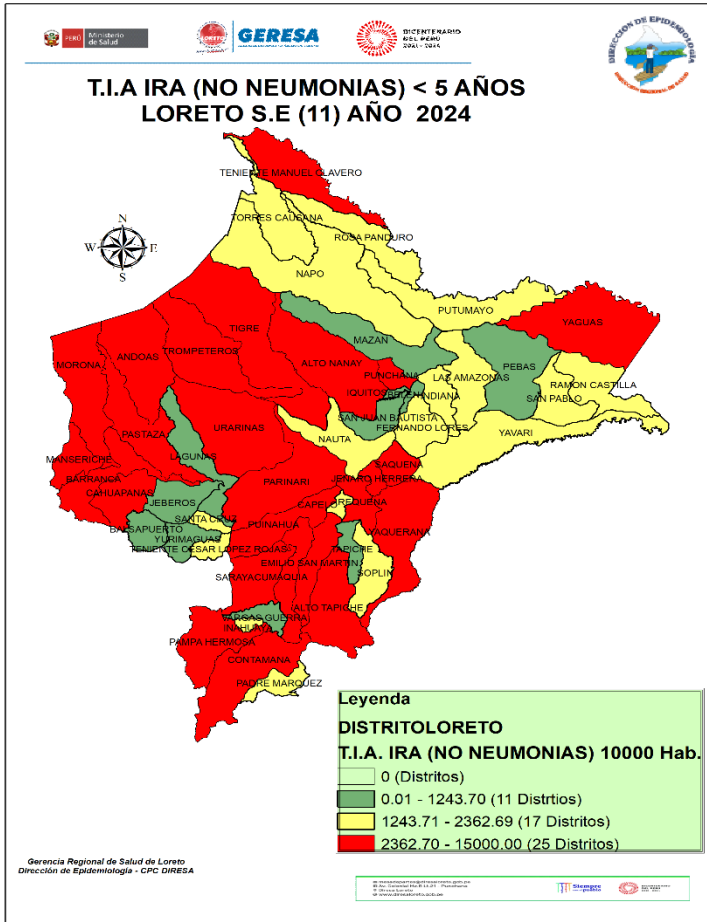 PERÚ Ministerio de Salud
LORETO
GERESA
BICENTENARIO DEL PERÚ 2021 - 2024
DIRECCIÓN DE EPIDEMIOLOGÍA
T.I.A IRA (NO NEUMONIAS) < 5 AÑOS
LORETO S.E (11) AÑO 2024
N
W E
S
TENIENTE MANUEL CLAVERO
TORRES CAUSANA
ROSA PANDURO
NAPO
PUTUMAYO
YAGUAS
TIGRE
MAZAN
MORONA
ANDOAS
TROMPETEROS
ALTO NANAY
PUNCHANA
PEBAS
LAS AMAZONAS
RAMON CASTILLA
IQUITOS
BELEN
INDIANA
SAN PABLO
SAN JUAN BAUTISTA
FERNANDO LORES
URARINAS
PASTAZA
NAUTA
YAVARI
LAGUNAS
MANSERICHE
SAQUENA
BARRANCA
PARINARI
JENARO HERRERA
CAHUAPANAS
JEBEROS
CAPELO
REQUENA
SANTA CRUZ
PUINAHUA
BALSAPUERTO
YAQUERANA
YURIMAGUAS
TENIENTE CESAR LOPEZ ROJAS
TAPICHE
EMILIO SAN MARTIN
SOPLIN
SARAYACU
MAQUIA
ALTO TAPICHE
VARGAS GUERRA
INAHUAYA
PAMPA HERMOSA
CONTAMANA
PADRE MARQUEZ
Leyenda
DISTRITOLORETO
T.I.A. IRA (NO NEUMONIAS) 10000 Hab.
0 (Distritos)
0.01 - 1243.70 (11 Distrtios)
1243.71 - 2362.69 (17 Distritos)
2362.70 - 15000.00 (25 Distritos)
Gerencia Regional de Salud de Loreto
Dirección de Epidemiología - CPC DIRESA
Siempre con el pueblo